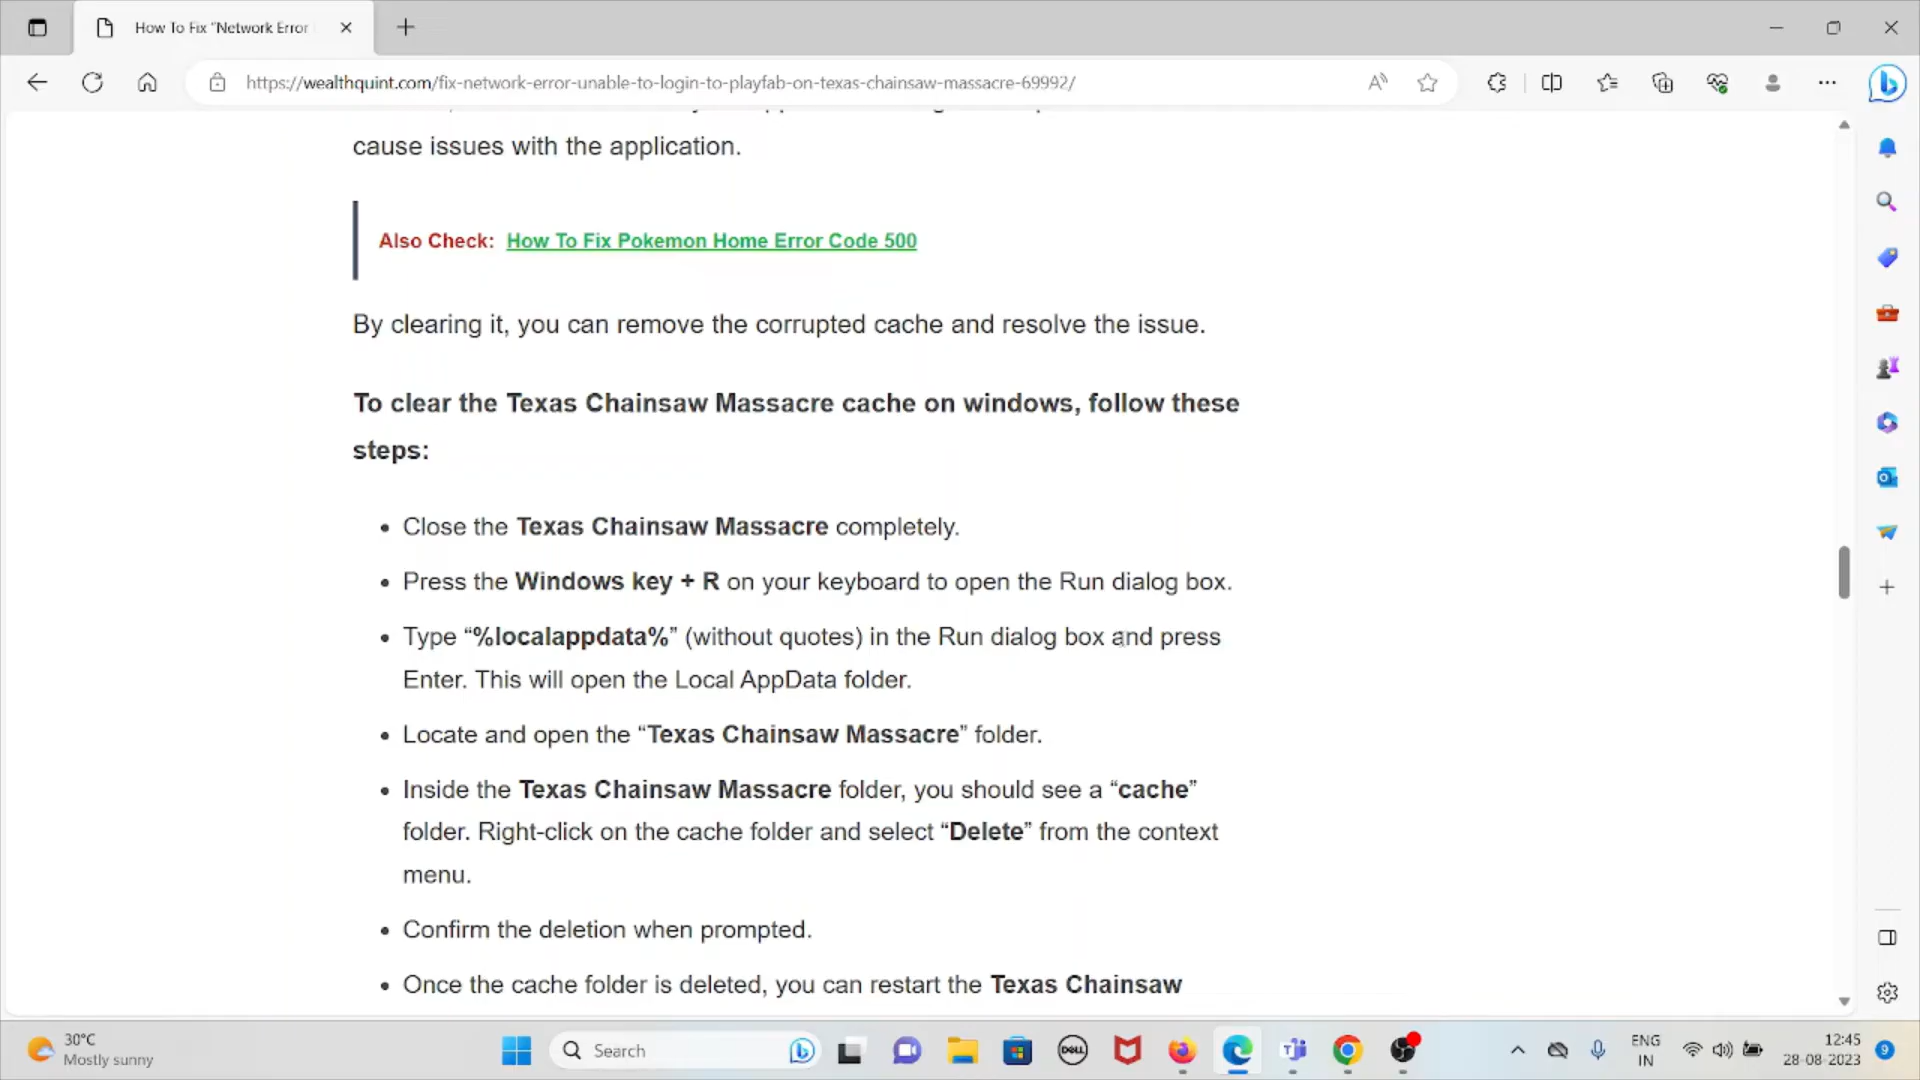 How To Fix "Network Error
https://wealthquint.com/fix-network-error-unable-to-login-to-playfab-on-texas-chainsaw-massacre-69992/
cause issues with the application.
Also Check: How To Fix Pokemon Home Error Code 500
By clearing it, you can remove the corrupted cache and resolve the issue.
To clear the Texas Chainsaw Massacre cache on windows, follow these
steps:
• Close the Texas Chainsaw Massacre completely.
• Press the Windows key + R on your keyboard to open the Run dialog box.
• Type “%localappdata%” (without quotes) in the Run dialog box and press
Enter. This will open the Local AppData folder.
• Locate and open the “Texas Chainsaw Massacre” folder.
• Inside the Texas Chainsaw Massacre folder, you should see a “cache”
folder. Right-click on the cache folder and select “Delete” from the context
menu.
• Confirm the deletion when prompted.
• Once the cache folder is deleted, you can restart the Texas Chainsaw
30°C
Mostly sunny
Search
DELL
ENG
IN
12:45
28-08-2023
9